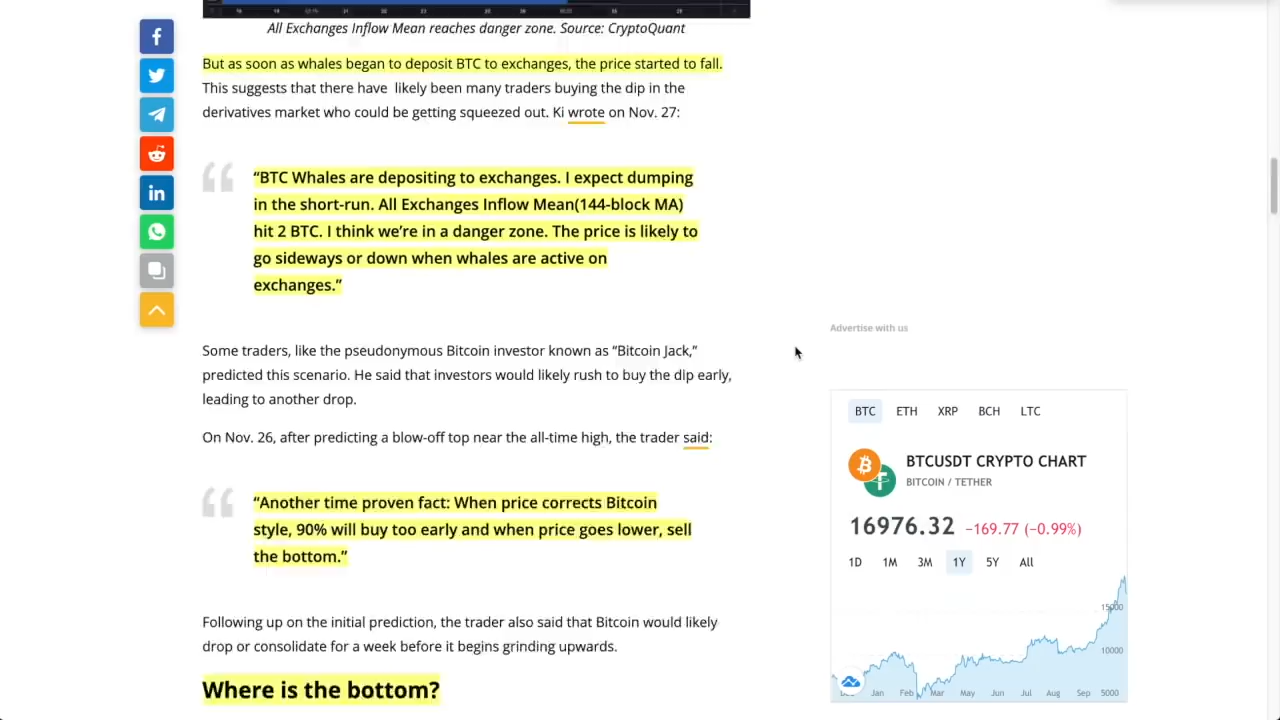 All Exchanges Inflow Mean reaches danger zone. Source: CryptoQuant
But as soon as whales began to deposit BTC to exchanges, the price started to fall.
This suggests that there have likely been many traders buying the dip in the
derivatives market who could be getting squeezed out. Ki wrote on Nov. 27:
“BTC Whales are depositing to exchanges. I expect dumping
in the short-run. All Exchanges Inflow Mean(144-block MA)
hit 2 BTC. I think we’re in a danger zone. The price is likely to
go sideways or down when whales are active on
exchanges.”
Some traders, like the pseudonymous Bitcoin investor known as “Bitcoin Jack,”
predicted this scenario. He said that investors would likely rush to buy the dip early,
leading to another drop.
On Nov. 26, after predicting a blow-off top near the all-time high, the trader said:
“Another time proven fact: When price corrects Bitcoin
style, 90% will buy too early and when price goes lower, sell
the bottom.”
Following up on the initial prediction, the trader also said that Bitcoin would likely
drop or consolidate for a week before it begins grinding upwards.
Where is the bottom?
Advertise with us
BTC ETH XRP BCH LTC
BTCUSDT CRYPTO CHART
BITCOIN / TETHER
16976.32 −169.77 (−0.99%)
1D 1M 3M 1Y 5Y All
15000
10000
Jan Feb Mar May Jun Jul Aug Sep 5000